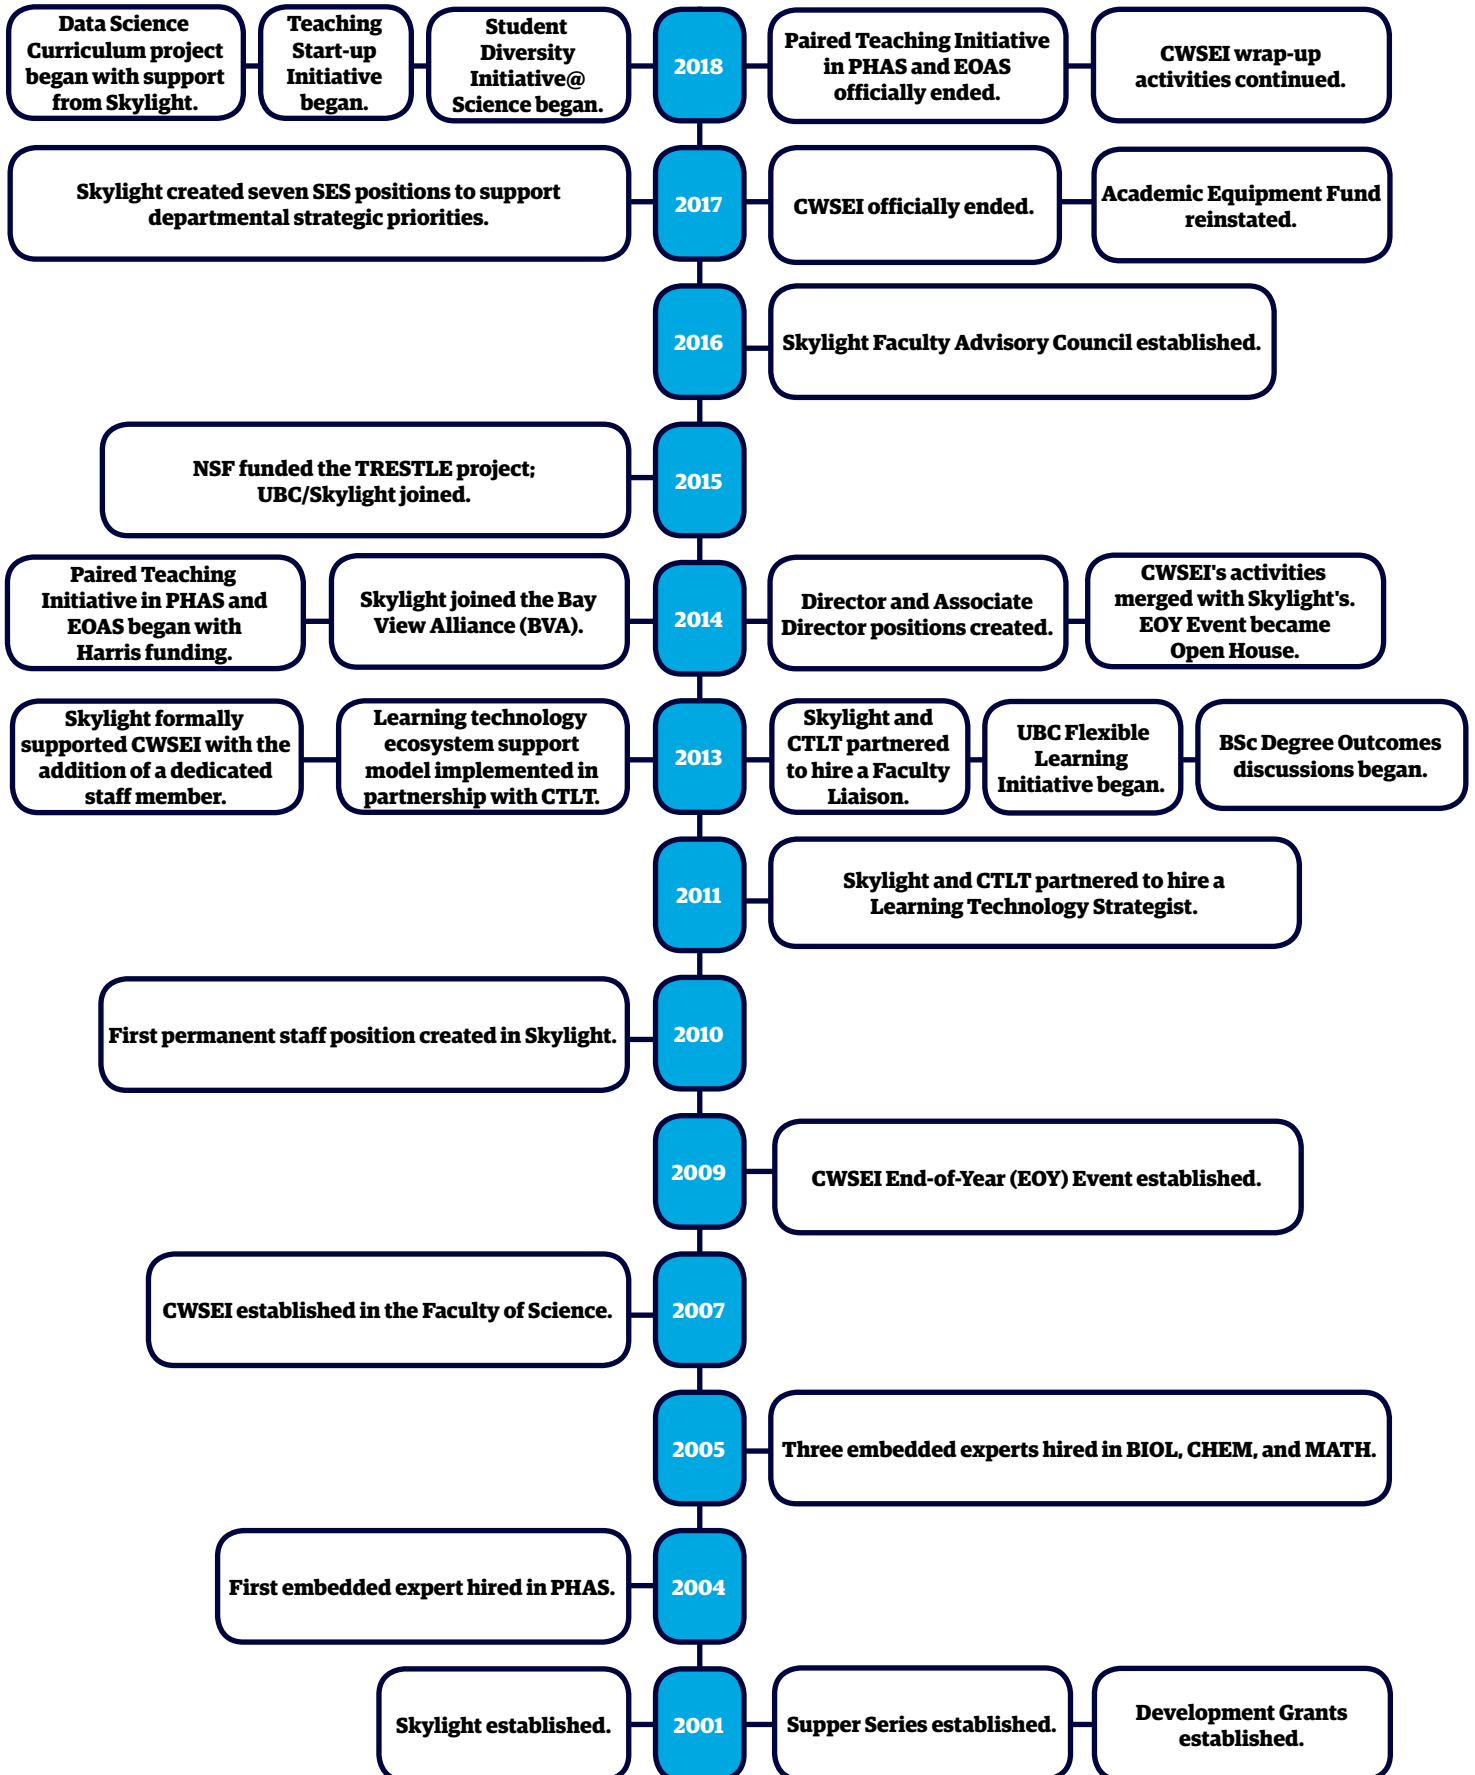 Data Science
Curriculum project
began with support
from Skylight.
Teaching
Start-up
Initiative
began.
Student
Diversity
Initiative@
Science began.
2018
Paired Teaching Initiative
in PHAS and EOAS
officially ended.
CWSEI wrap-up
activities continued.
Skylight created seven SES positions to support
departmental strategic priorities.
2017
CWSEI officially ended.
Academic Equipment Fund
reinstated.
2016
Skylight Faculty Advisory Council established.
NSF funded the TRESTLE project;
UBC/Skylight joined.
2015
Paired Teaching
Initiative in PHAS and
EOAS began with
Harris funding.
Skylight joined the Bay
View Alliance (BVA).
2014
Director and Associate
Director positions created.
CWSEI's activities
merged with Skylight's.
EOY Event became
Open House.
Skylight formally
supported CWSEI with the
addition of a dedicated
staff member.
Learning technology
ecosystem support
model implemented in
partnership with CTLT.
2013
Skylight and
CTLT partnered
to hire a Faculty
Liaison.
UBC Flexible
Learning
Initiative began.
BSc Degree Outcomes
discussions began.
2011
Skylight and CTLT partnered to hire a
Learning Technology Strategist.
First permanent staff position created in Skylight.
2010
2009
CWSEI End-of-Year (EOY) Event established.
CWSEI established in the Faculty of Science.
2007
2005
Three embedded experts hired in BIOL, CHEM, and MATH.
First embedded expert hired in PHAS.
2004
Skylight established.
2001
Supper Series established.
Development Grants
established.